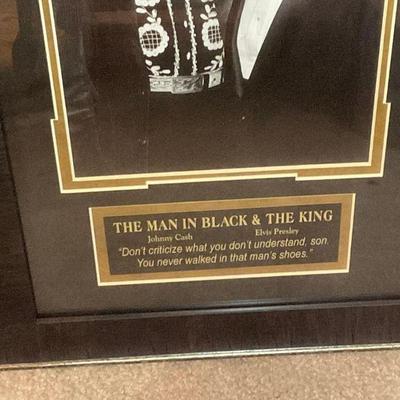 THE MAN IN BLACK & THE KING
Johnny Cash Elvis Presley
"Don't criticize what you don't understand, son.
You never walked in that man's shoes."